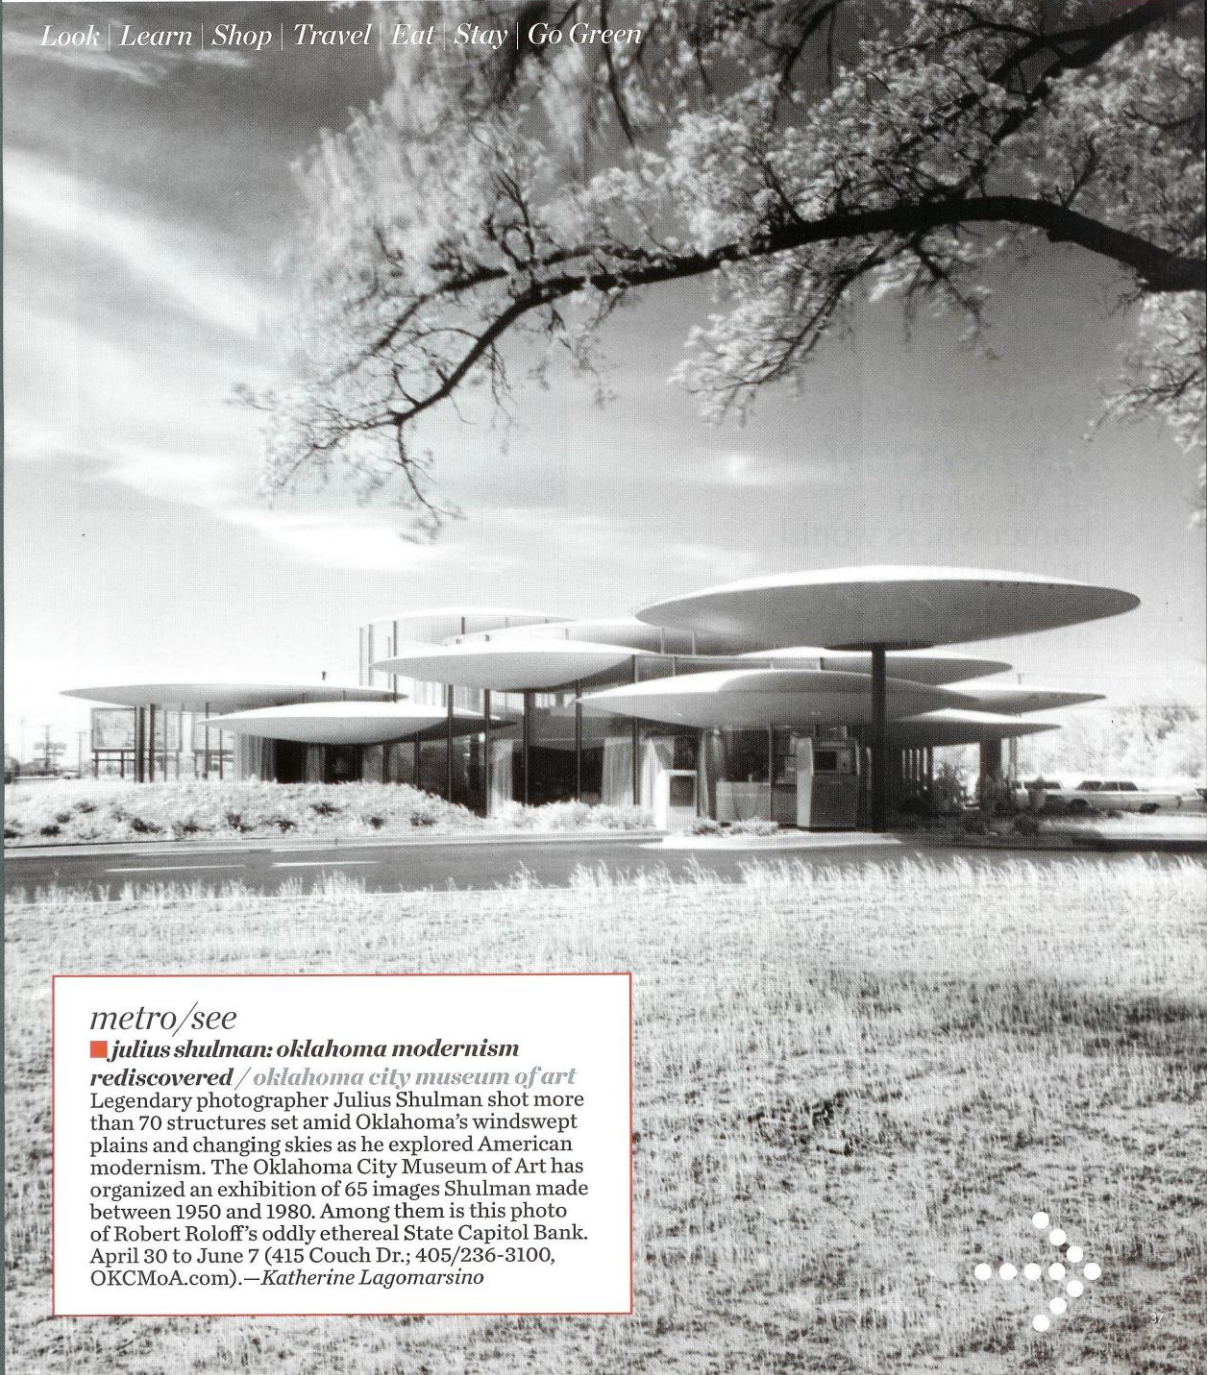 Look | Learn | Shop | Travel | Eat | Stay | Go Green
metro/see
julius shulman: oklahoma modernism
rediscovered / oklahoma city museum of art
Legendary photographer Julius Shulman shot more
than 70 structures set amid Oklahoma’s windswept
plains and changing skies as he explored American
modernism. The Oklahoma City Museum of Art has
organized an exhibition of 65 images Shulman made
between 1950 and 1980. Among them is this photo
of Robert Roloff’s oddly ethereal State Capitol Bank.
April 30 to June 7 (415 Couch Dr.; 405/236-3100,
OKCMoA.com).—Katherine Lagomarsino
37